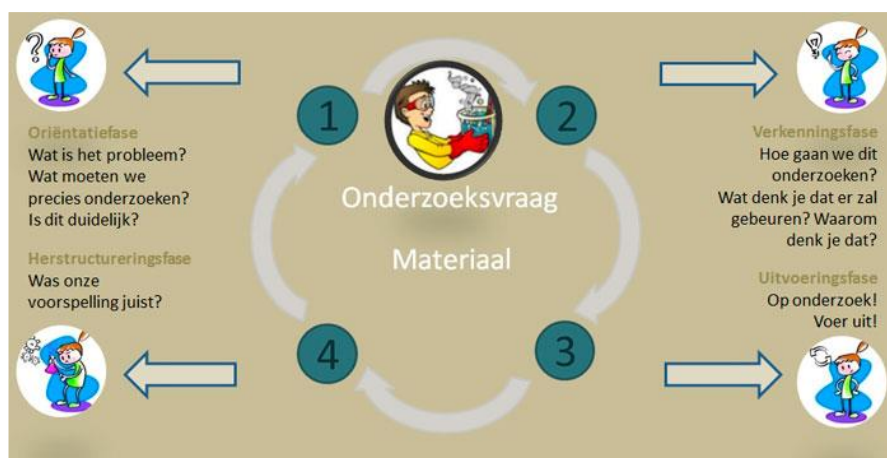 1
2
Oriëntatiefase
Wat is het probleem?
Wat moeten we
precies onderzoeken?
Is dit duidelijk?
Herstructureringsfase
Was onze
voorspelling juist?
Onderzoeksvraag
Materiaal
Verkenningsfase
Hoe gaan we dit
onderzoeken?
Wat denk je dat er zal
gebeuren? Waarom
denk je dat?
Uitvoeringsfase
Op onderzoek!
Voer uit!
4
3
?